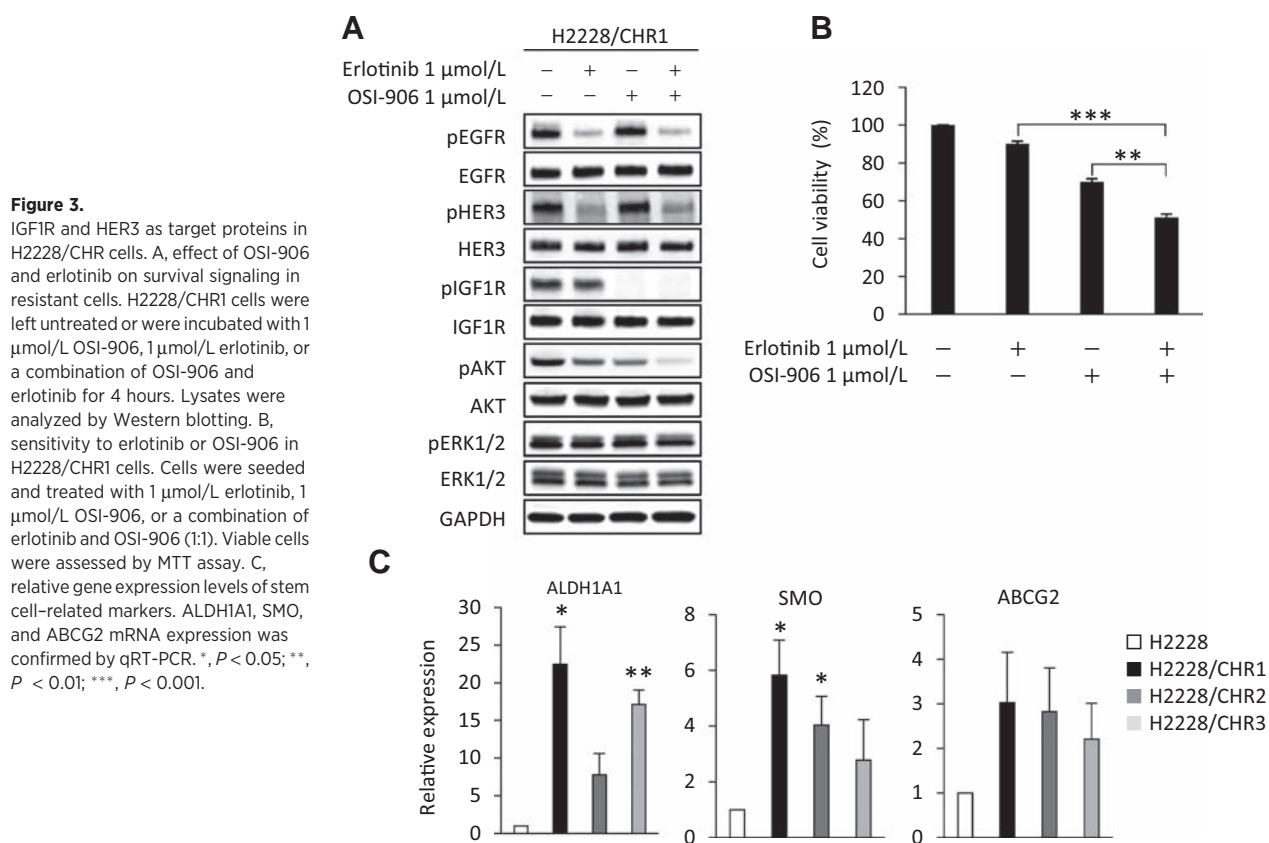 Figure 3.
IGF1R and HER3 as target proteins in
H2228/CHR cells. A, effect of OSI-906
and erlotinib on survival signaling in
resistant cells. H2228/CHR1 cells were
left untreated or were incubated with 1
μmol/L OSI-906, 1 μmol/L erlotinib, or
a combination of OSI-906 and
erlotinib for 4 hours. Lysates were
analyzed by Western blotting. B,
sensitivity to erlotinib or OSI-906 in
H2228/CHR1 cells. Cells were seeded
and treated with 1 μmol/L erlotinib, 1
μmol/L OSI-906, or a combination of
erlotinib and OSI-906 (1:1). Viable cells
were assessed by MTT assay. C,
relative gene expression levels of stem
cell–related markers. ALDH1A1, SMO,
and ABCG2 mRNA expression was
confirmed by qRT-PCR. *, P < 0.05; **,
P < 0.01; ***, P < 0.001.
A
H2228/CHR1
Erlotinib 1 μmol/L − + − +
OSI-906 1 μmol/L − − + +
pEGFR
EGFR
pHER3
HER3
pIGF1R
IGF1R
pAKT
AKT
pERK1/2
ERK1/2
GAPDH
B
Cell viability (%)
120
100
80
60
40
20
0
***
**
Erlotinib 1 μmol/L − + − +
OSI-906 1 μmol/L − − + +
C
Relative expression
ALDH1A1
30
25
20
15
10
5
0
*
**
SMO
8
6
4
2
0
*
*
ABCG2
5
4
3
2
1
0
H2228
H2228/CHR1
H2228/CHR2
H2228/CHR3